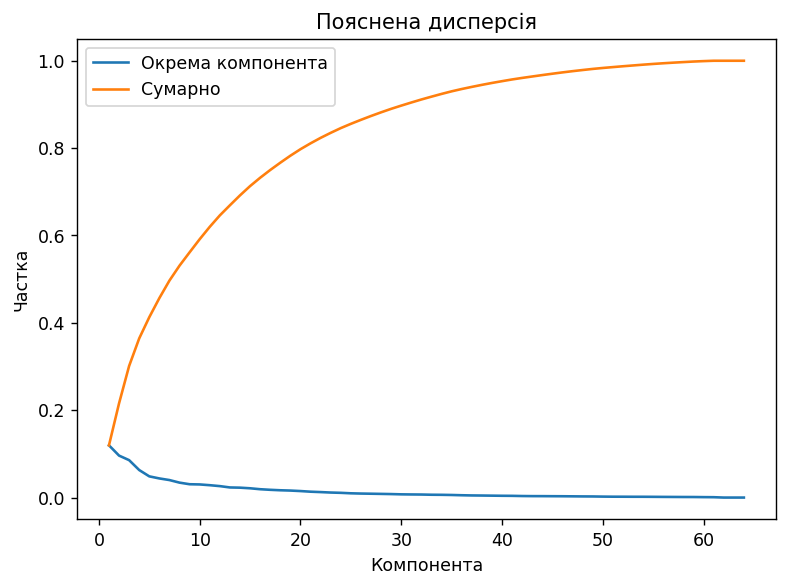 Пояснена дисперсія
Окрема компонента
Сумарно
1.0
0.8
0.6
0.4
0.2
0.0
Частка
0 10 20 30 40 50 60
Компонента